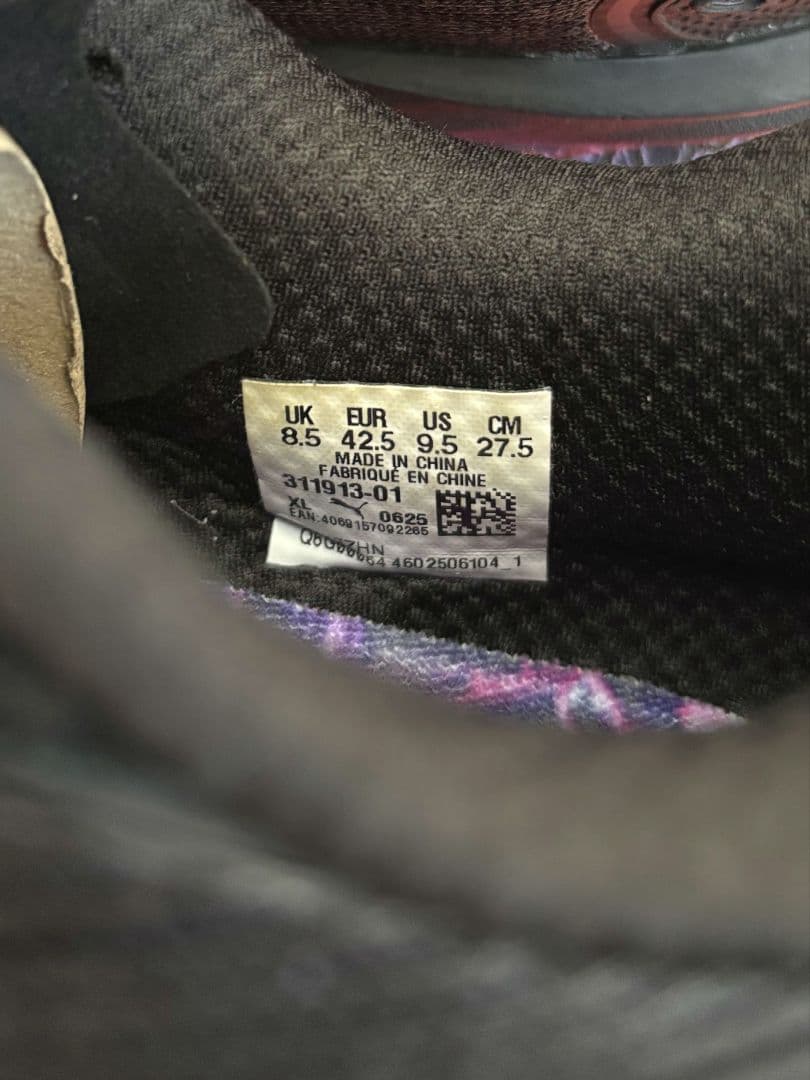 UK EUR US CM
8.5 42.5 9.5 27.5
MADE IN CHINA
FABRIQUÉ EN CHINE
311913-01
XL 0625
EAN:4069157092265
4602506104_1